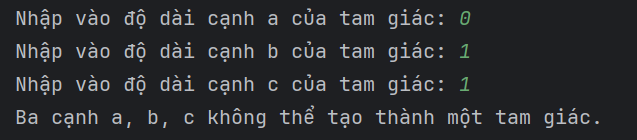 Nhập vào độ dài cạnh a của tam giác: 0
Nhập vào độ dài cạnh b của tam giác: 1
Nhập vào độ dài cạnh c của tam giác: 1
Ba cạnh a, b, c không thể tạo thành một tam giác.